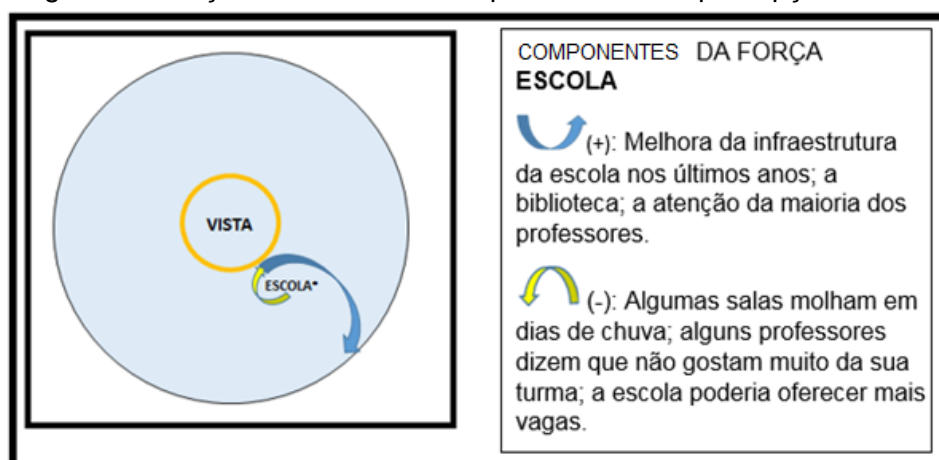 VISTA
ESCOLA*
COMPONENTES DA FORÇA
ESCOLA
(+): Melhora da infraestrutura
da escola nos últimos anos; a
biblioteca; a atenção da maioria dos
professores.
(-): Algumas salas molham em
dias de chuva; alguns professores
dizem que não gostam muito da sua
turma; a escola poderia oferecer mais
vagas.